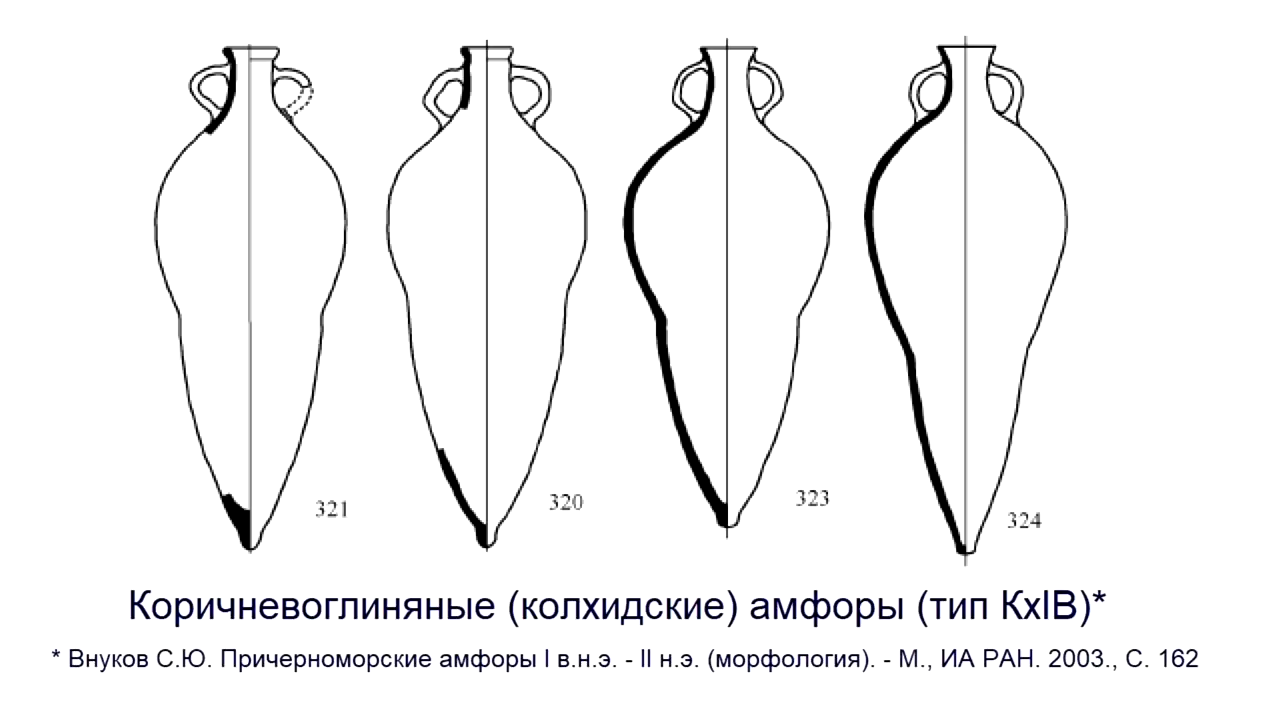 321
320
323
324
Коричневоглиняные (колхидские) амфоры (тип КхIВ)*
* Внуков С.Ю. Причерноморские амфоры I в.н.э. - II н.э. (морфология). - М., ИА РАН. 2003., С. 162